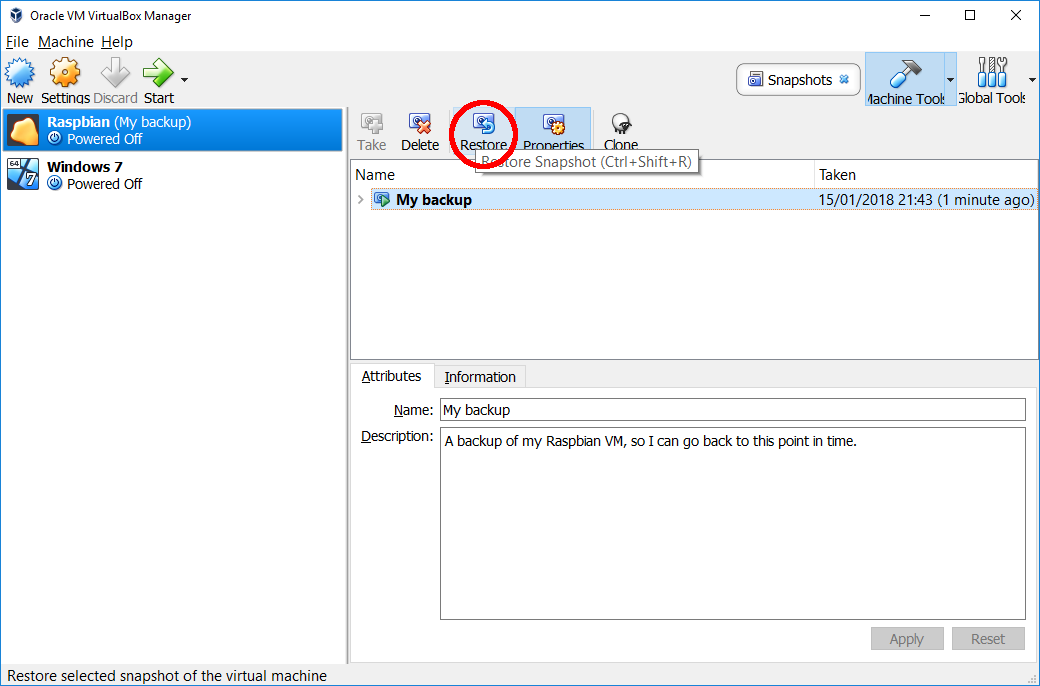 Oracle VM VirtualBox Manager
File Machine Help
New Settings Discard Start
Snapshots
Machine Tools
Global Tools
Raspbian (My backup)
Powered Off
64
7
Windows 7
Powered Off
Take Delete Restore Properties Clone
Restore Snapshot (Ctrl+Shift+R)
Name Taken
My backup 15/01/2018 21:43 (1 minute ago)
Attributes Information
Name: My backup
Description: A backup of my Raspbian VM, so I can go back to this point in time.
Apply Reset
Restore selected snapshot of the virtual machine